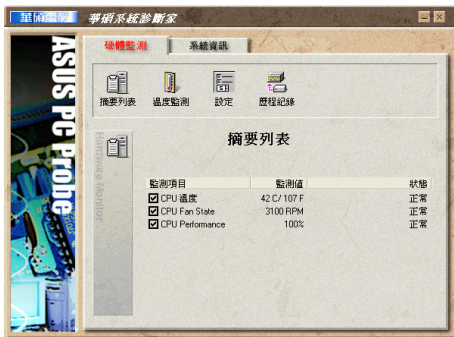 華碩電腦 華碩系統診斷家
硬體監測 系統資訊
摘要列表 溫度監測 設定 歷程紀錄
ASUS PC Probe
Hardware Monitor
摘要列表
監測項目 監測值 狀態
CPU 溫度 42 C/ 107 F 正常
CPU Fan State 3100 RPM 正常
CPU Performance 100% 正常